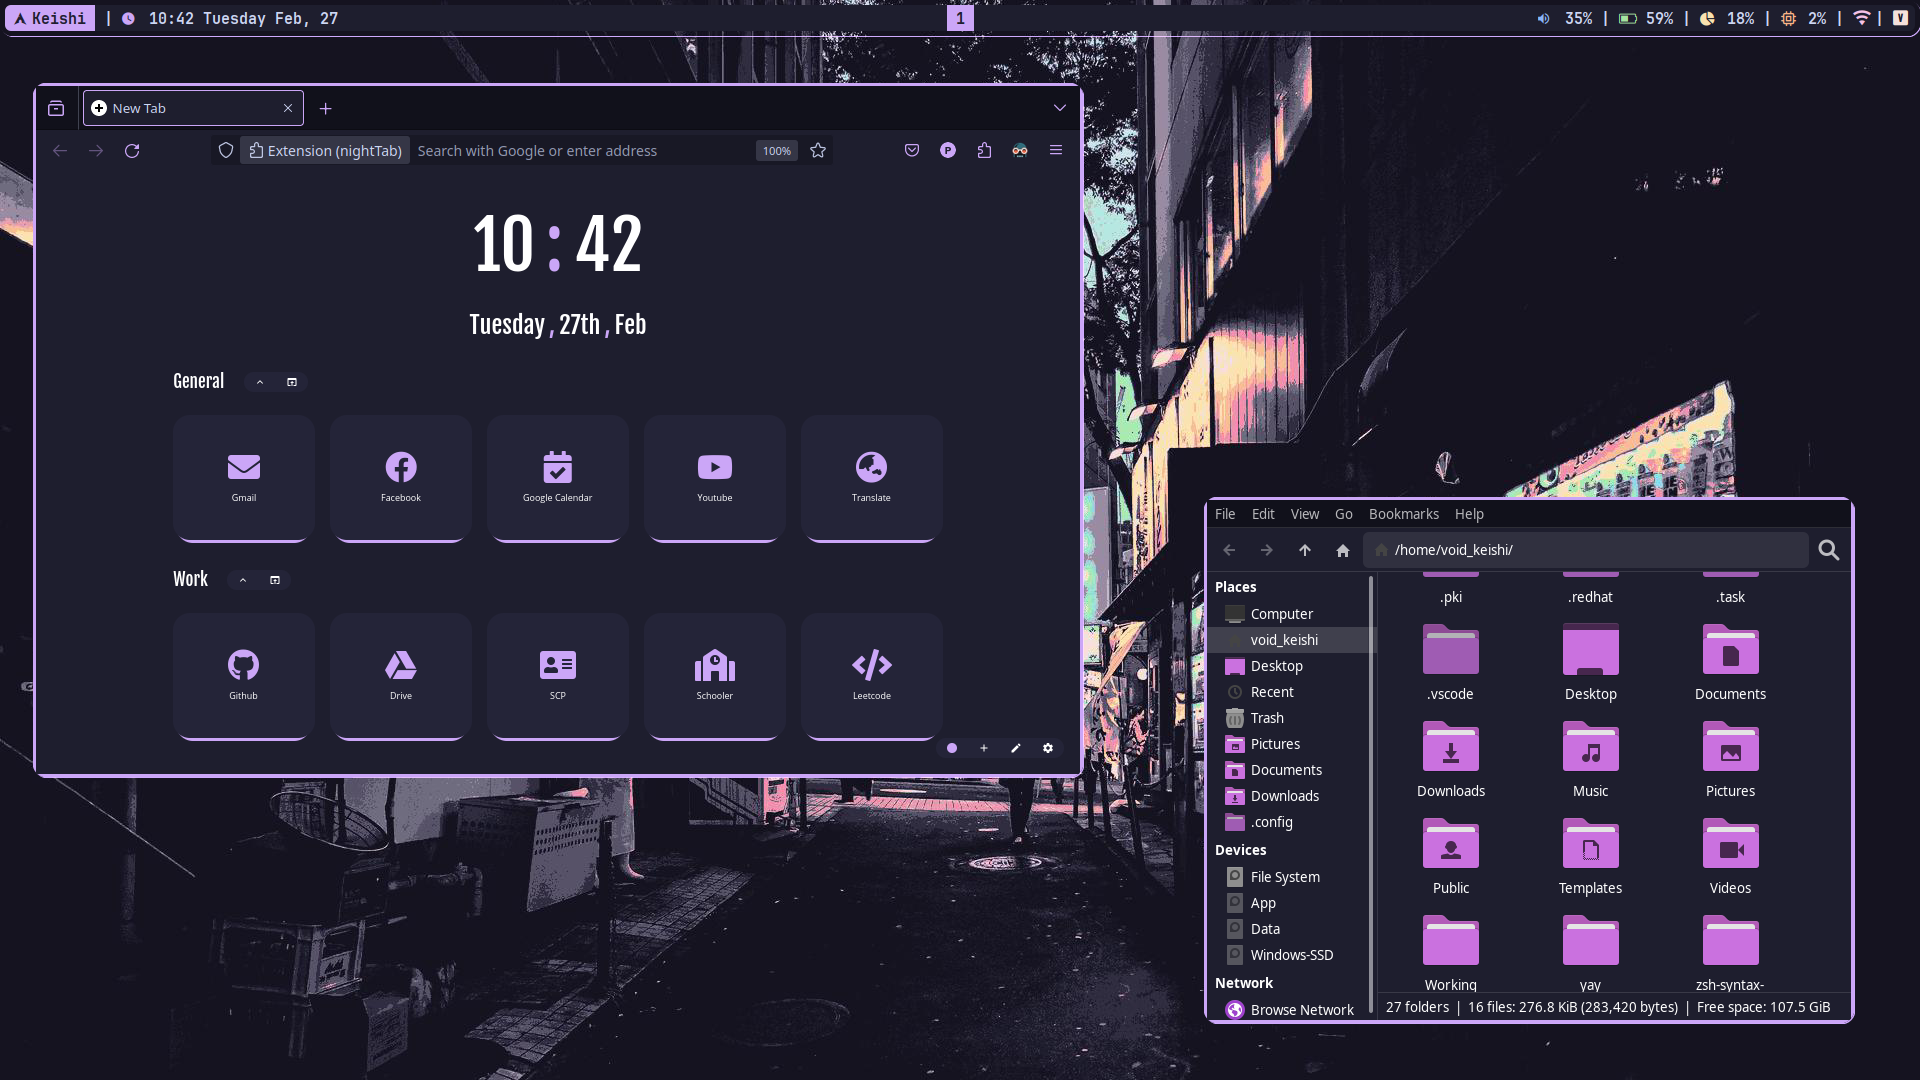 Keishi | 10:42 Tuesday Feb, 27
1
35% | 59% | 18% | 2% | | V
New Tab
Extension (nightTab) Search with Google or enter address 100%
P
10:42
Tuesday, 27th, Feb
General
Gmail Facebook Google Calendar Youtube Translate
Work
Github Drive SCP Schooler Leetcode
File Edit View Go Bookmarks Help
/home/void_keishi/
Places
Computer
void_keishi
Desktop
Recent
Trash
Pictures
Documents
Downloads
.config
Devices
File System
App
Data
Windows-SSD
Network
Browse Network
.pki .redhat .task
.vscode Desktop Documents
Downloads Music Pictures
Public Templates Videos
Working yay zsh-syntax-
27 folders | 16 files: 276.8 KiB (283,420 bytes) | Free space: 107.5 GiB